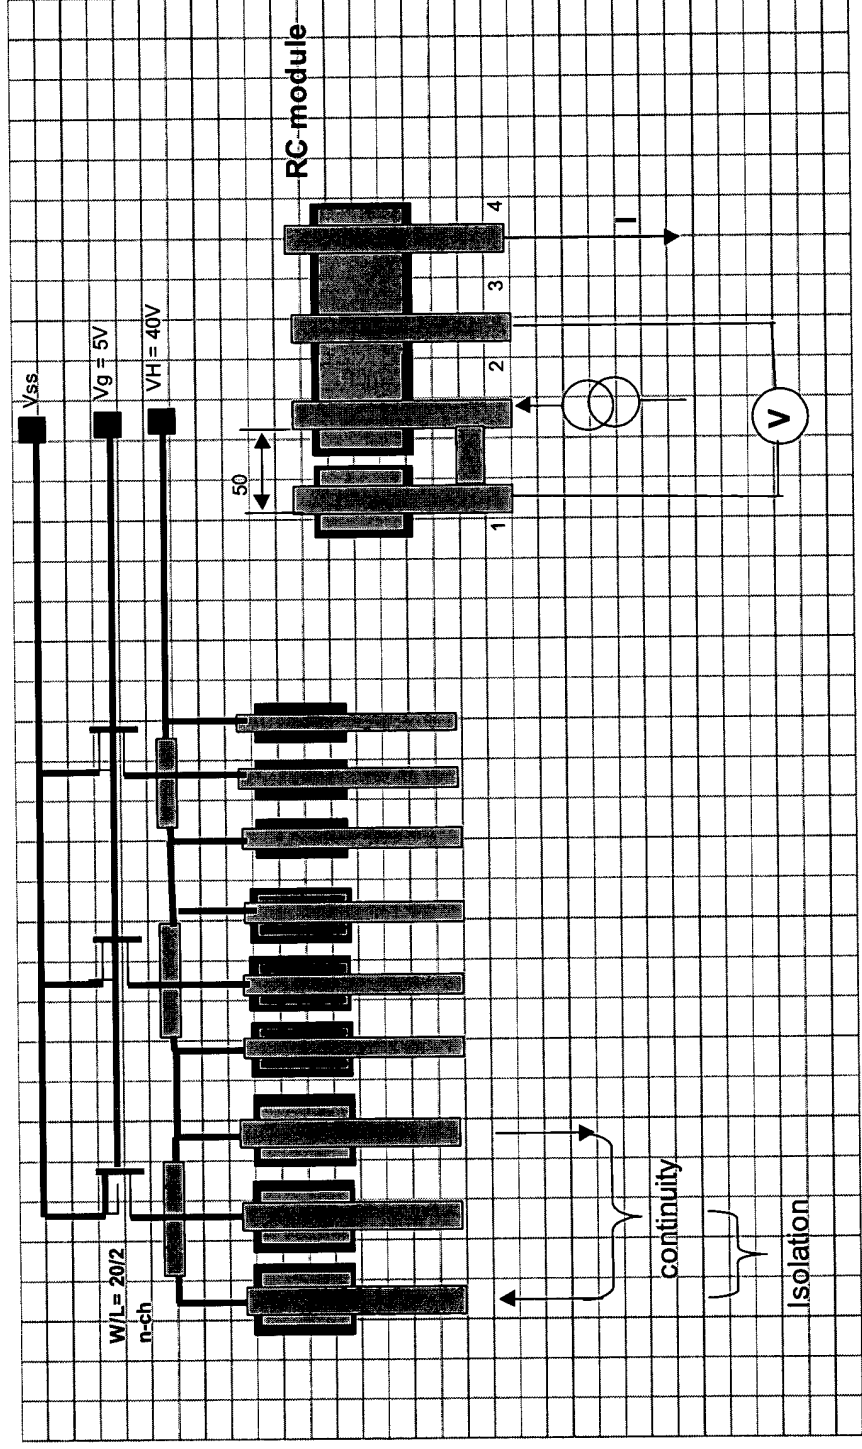 Vss
Vg = 5V
VH = 40V
W/L= 20/2
n-ch
continuity
Isolation
RC module
50
1
2
3
4
I
V